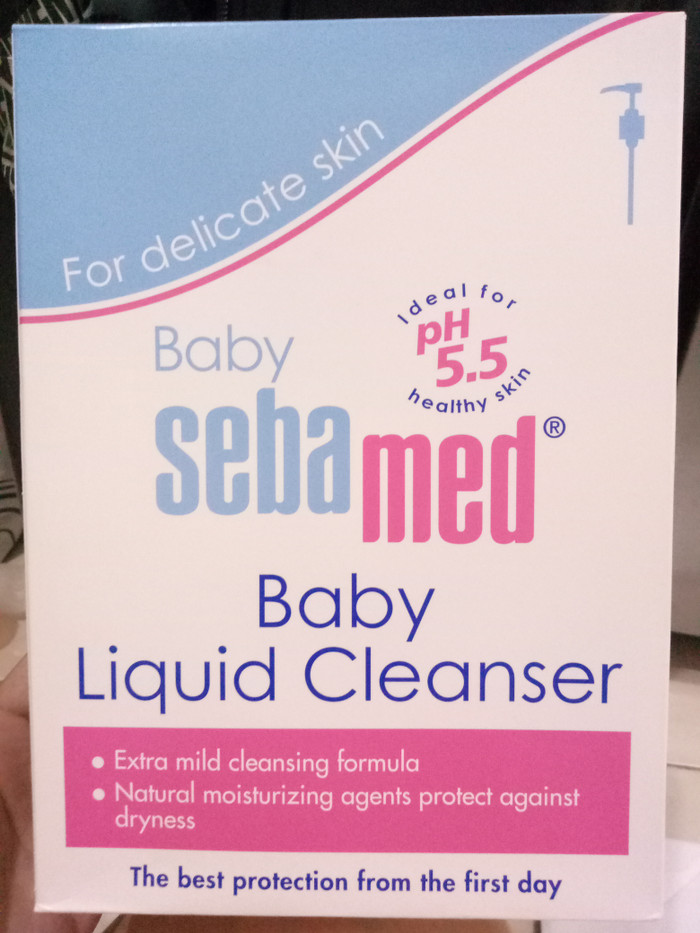 For delicate skin
Ideal for
pH
5.5
healthy skin
Baby
sebamed®
Baby
Liquid Cleanser
• Extra mild cleansing formula
• Natural moisturizing agents protect against
dryness
The best protection from the first day